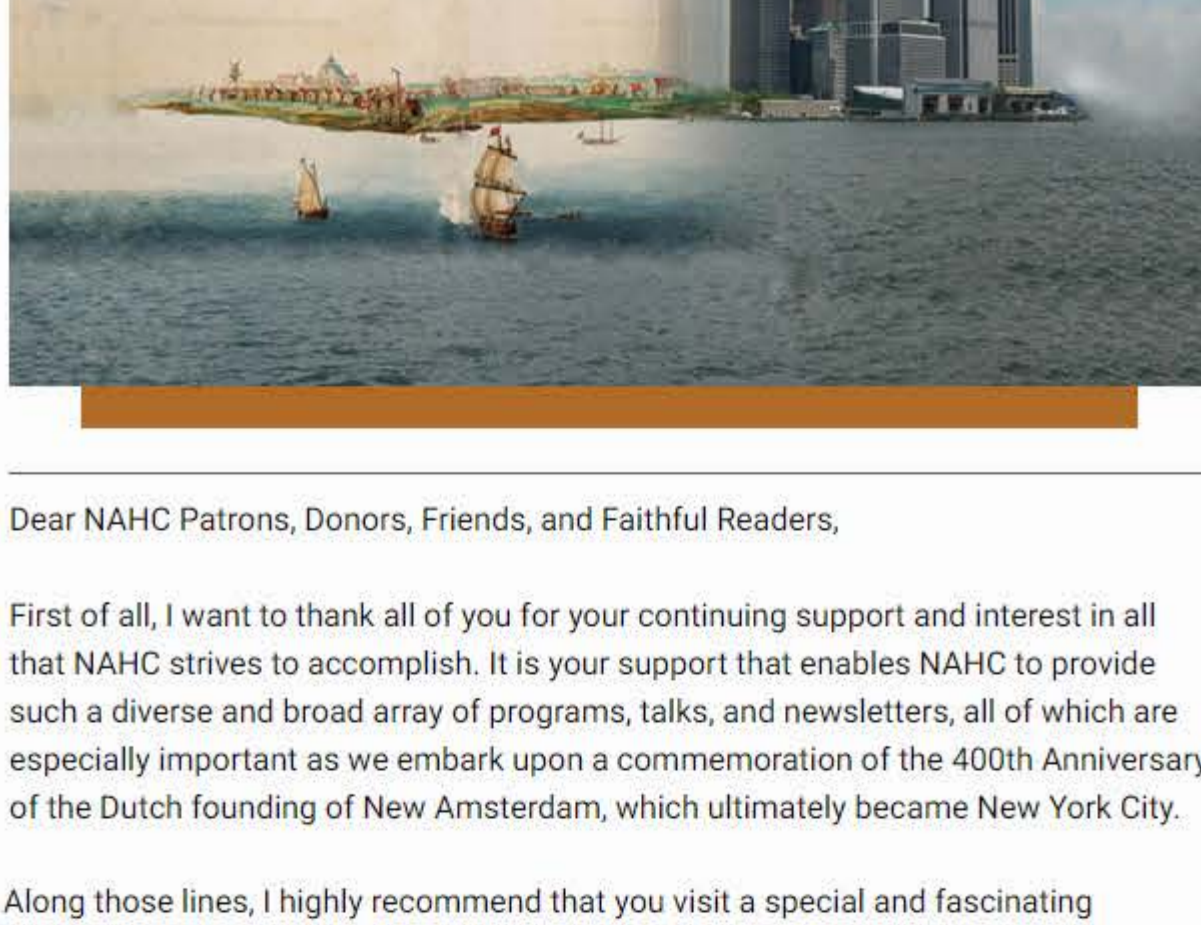 Dear NAHC Patrons, Donors, Friends, and Faithful Readers,
First of all, I want to thank all of you for your continuing support and interest in all
that NAHC strives to accomplish. It is your support that enables NAHC to provide
such a diverse and broad array of programs, talks, and newsletters, all of which are
especially important as we embark upon a commemoration of the 400th Anniversary
of the Dutch founding of New Amsterdam, which ultimately became New York City.
Along those lines, I highly recommend that you visit a special and fascinating